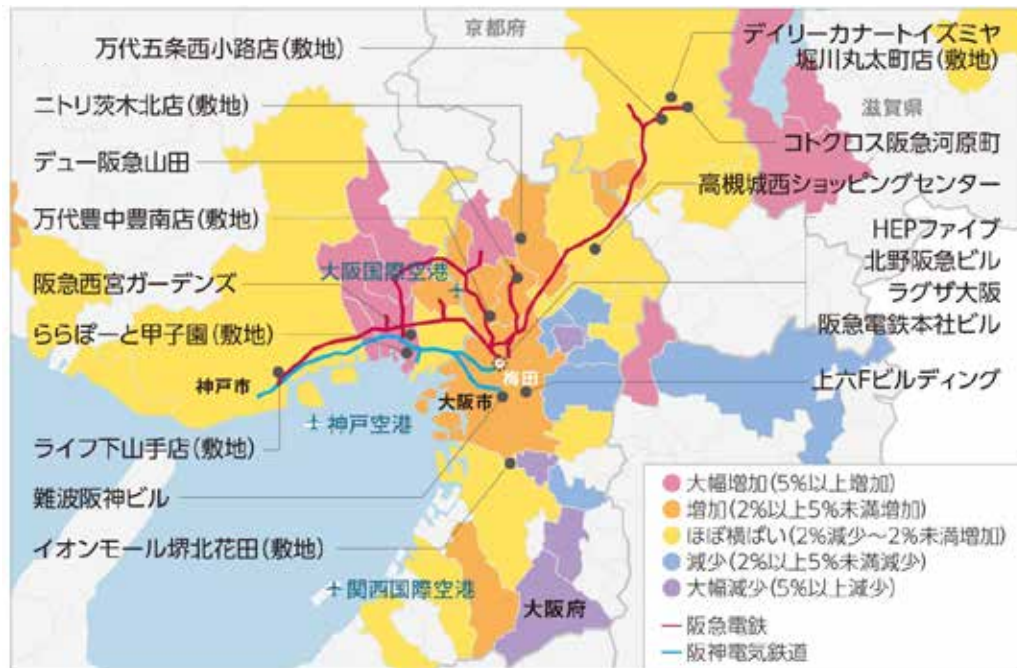 京都府
万代五条西小路店(敷地)
デイリーカナートイズミヤ
堀川丸太町店(敷地)
ニトリ茨木北店(敷地)
滋賀県
コトクロス阪急河原町
デュー阪急山田
高槻城西ショッピングセンター
万代豊中豊南店(敷地)
HEPファイブ
北野阪急ビル
ラグザ大阪
阪急電鉄本社ビル
大阪国際空港
阪急西宮ガーデンズ
ららぽーと甲子園(敷地)
梅田
神戸市
大阪市
上六Fビルディング
神戸空港
ライフ下山手店(敷地)
難波阪神ビル
イオンモール堺北花田(敷地)
関西国際空港
大阪府
大幅増加(5%以上増加)
増加(2%以上5%未満増加)
ほぼ横ばい(2%減少〜2%未満増加)
減少(2%以上5%未満減少)
大幅減少(5%以上減少)
阪急電鉄
阪神電気鉄道